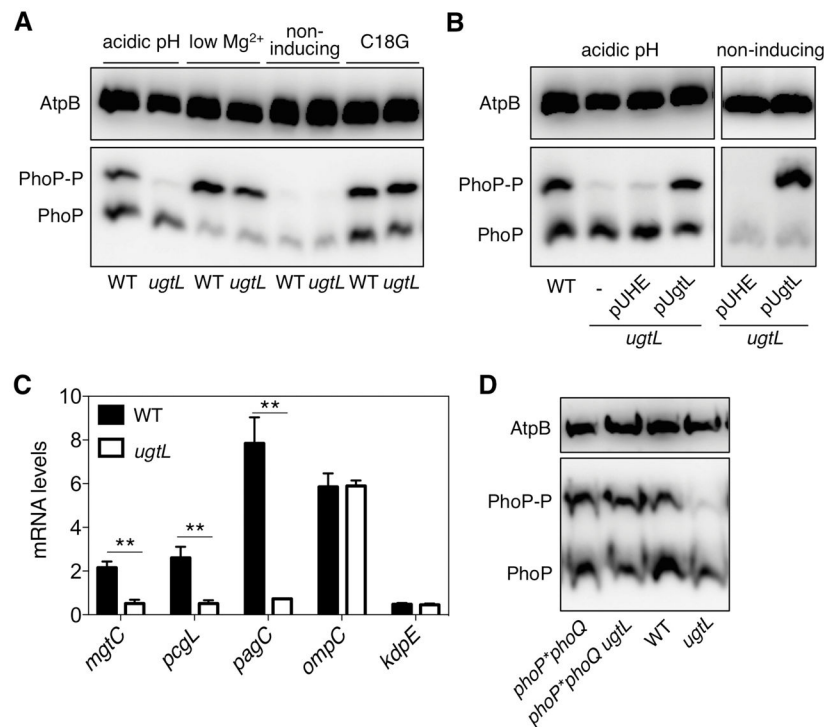 A
acidic pH low Mg²⁺ non-inducing C18G
AtpB
PhoP-P
PhoP
WT ugtL WT ugtL WT ugtL WT ugtL
B
acidic pH non-inducing
AtpB
PhoP-P
PhoP
WT - pUHE pUgtL pUHE pUgtL
ugtL ugtL
C
10
8
6
4
2
0
mRNA levels
WT
ugtL
** ** **
mgtC pcgL pagC ompC kdpE
D
AtpB
PhoP-P
PhoP
phoP*phoQ phoP*phoQ ugtL WT ugtL